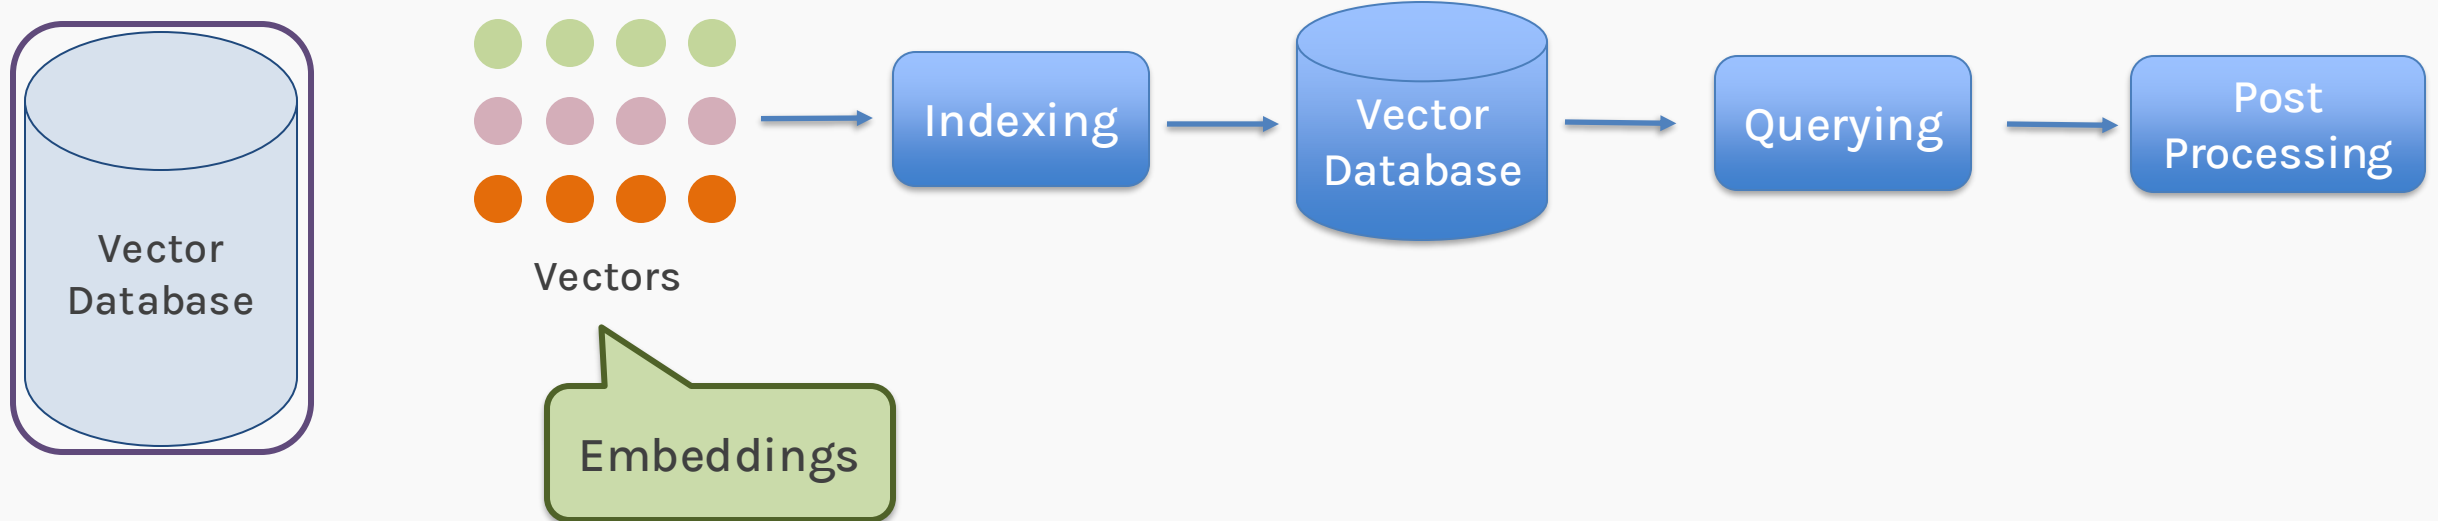 Vector
Database
Vectors
Embeddings
Indexing
Vector
Database
Querying
Post
Processing